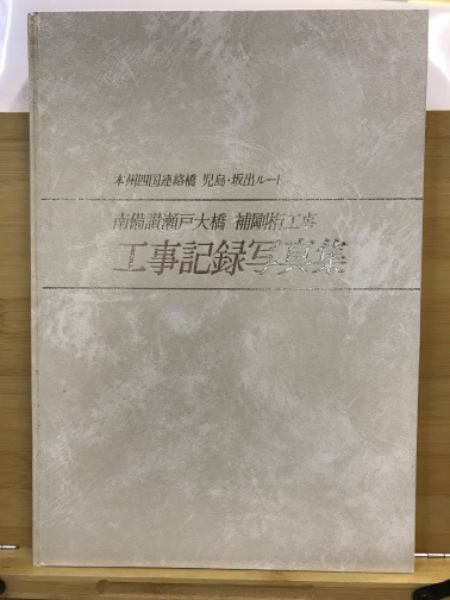 本州四国連絡橋 児島・坂出ルート
南備讃瀬戸大橋 補剛桁工事
工事記録写真集